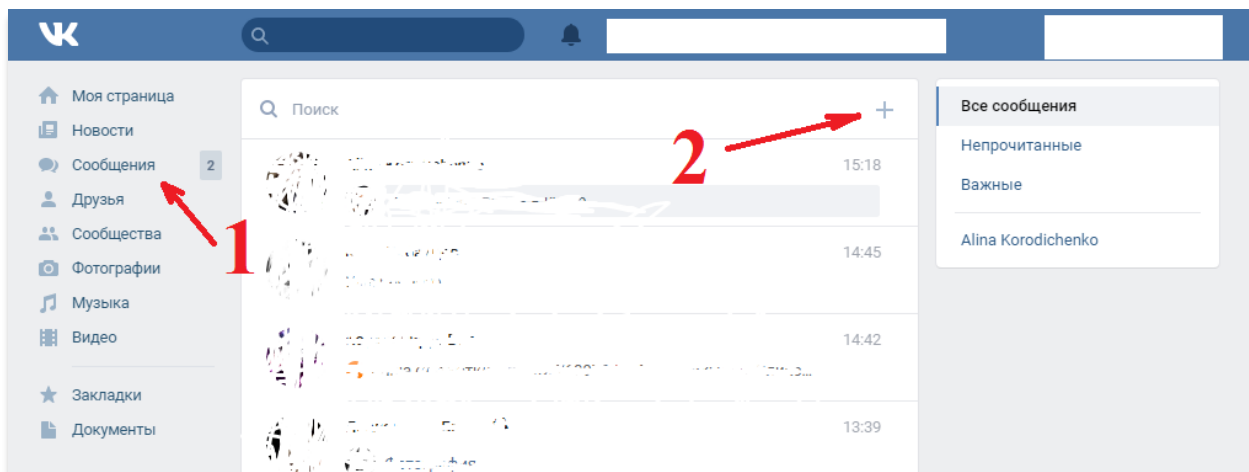 VK
Моя страница
Новости
Сообщения 2
Друзья
Сообщества
Фотографии
Музыка
Видео
Закладки
Документы
1
Поиск
2
15:18
14:45
14:42
13:39
Все сообщения
Непрочитанные
Важные
Alina Korodichenko